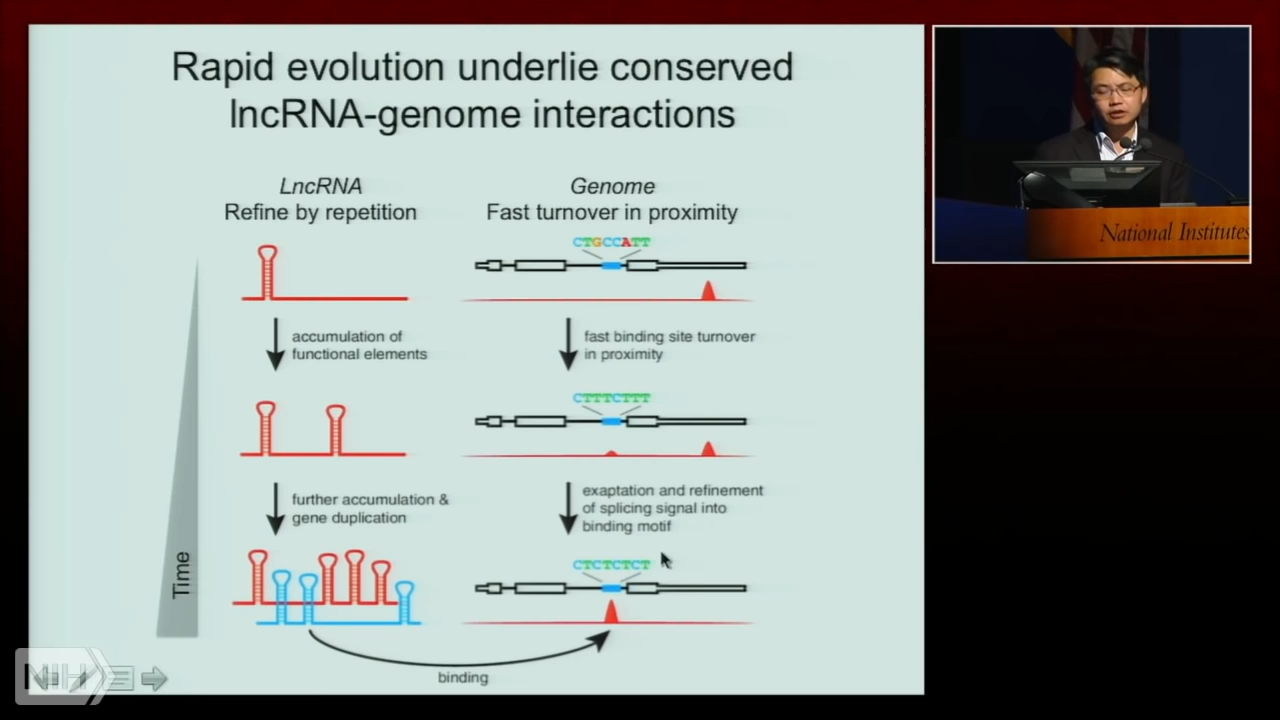 Rapid evolution underlie conserved
lncRNA-genome interactions
LncRNA
Refine by repetition
Genome
Fast turnover in proximity
CTGCCATT
accumulation of
functional elements
fast binding site turnover
in proximity
CTTTCTTT
further accumulation &
gene duplication
exaptation and refinement
of splicing signal into
binding motif
CTCTCTCT
Time
binding
NIH
National Institutes